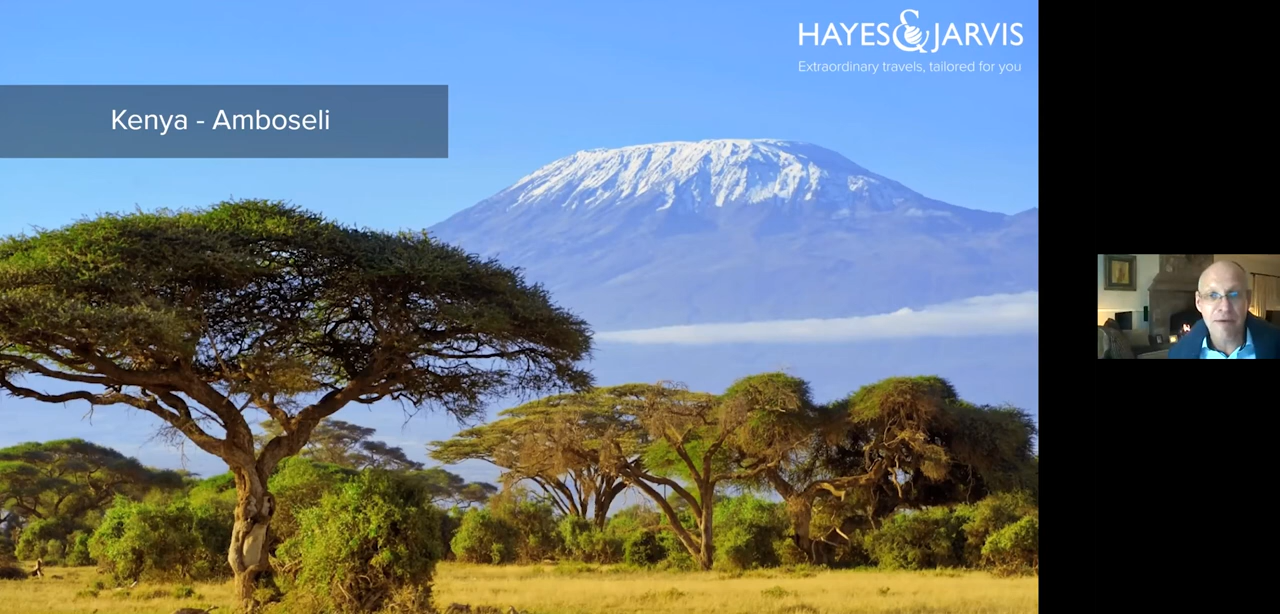 HAYES & JARVIS
Extraordinary travels, tailored for you
Kenya - Amboseli